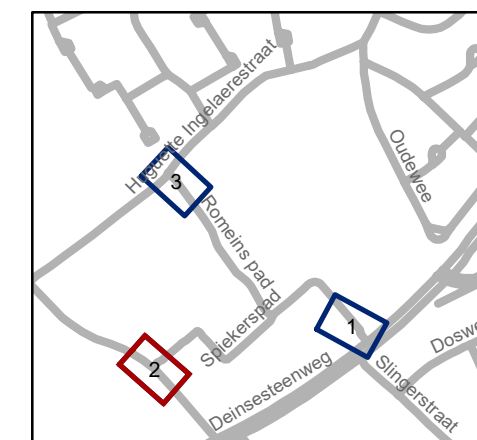 Huguette Ingelaerestraat
Oudewee
3
Romeins pad
Spiekerspad
1
2
Deinsesteenweg
Slingerstraat
Dosw